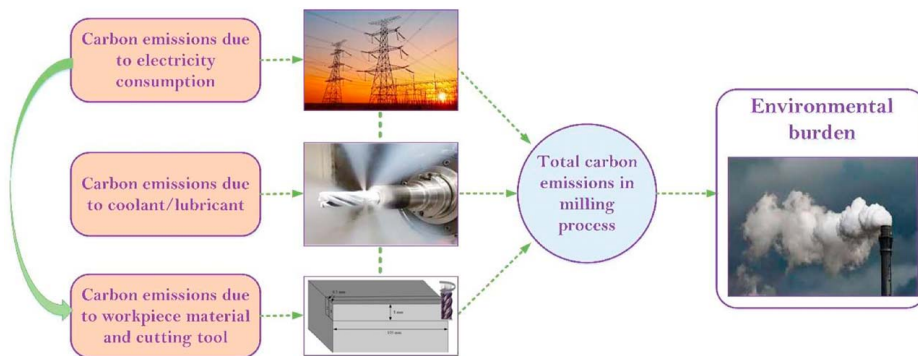 Carbon emissions due
to electricity
consumption
Carbon emissions due
to coolant/lubricant
Carbon emissions due
to workpiece material
and cutting tool
Total carbon
emissions in
milling
process
Environmental
burden